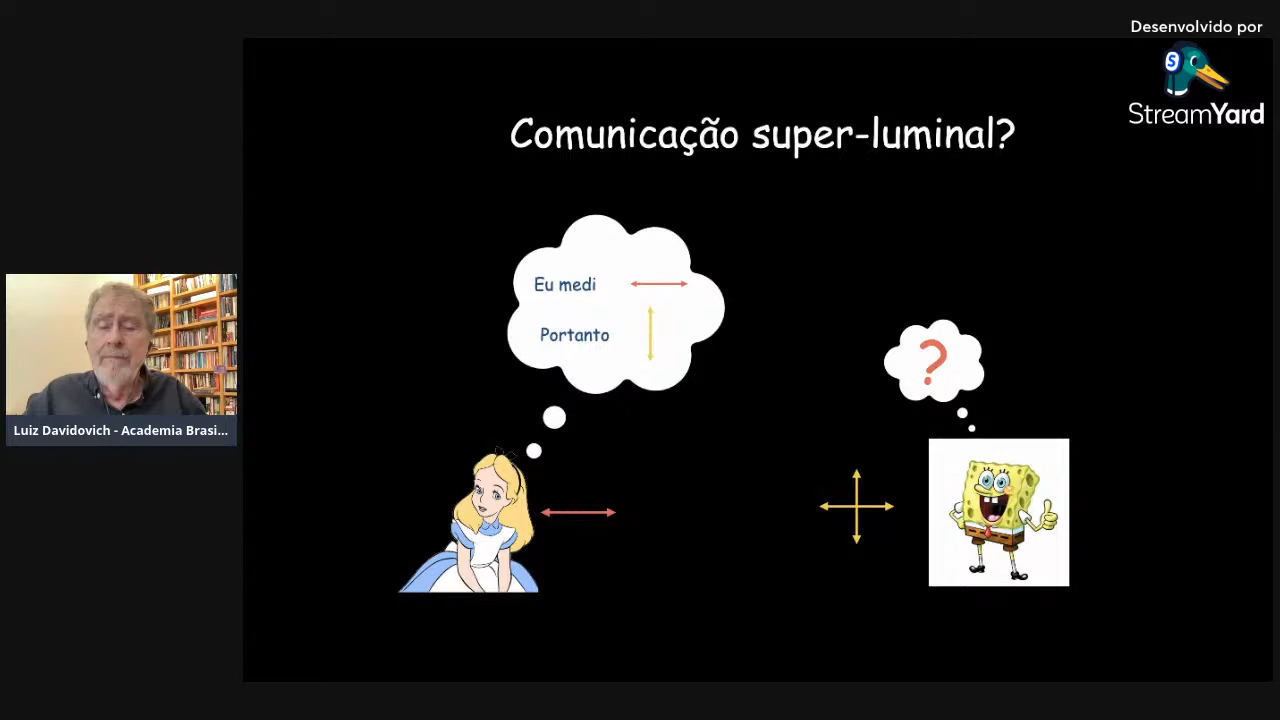 Desenvolvido por
S
StreamYard
Comunicação super-luminal?
Eu medi
Portanto
?
Luiz Davidovich - Academia Brasi...